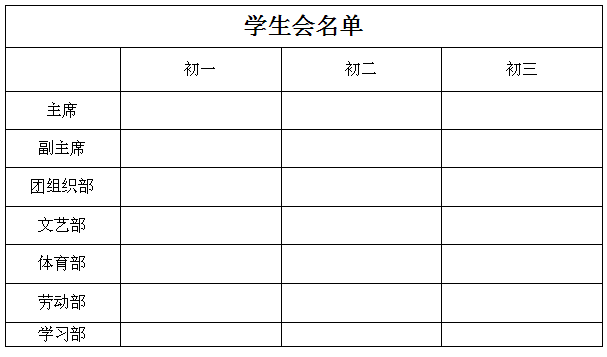 学生会名单
初一 初二 初三
主席
副主席
团组织部
文艺部
体育部
劳动部
学习部